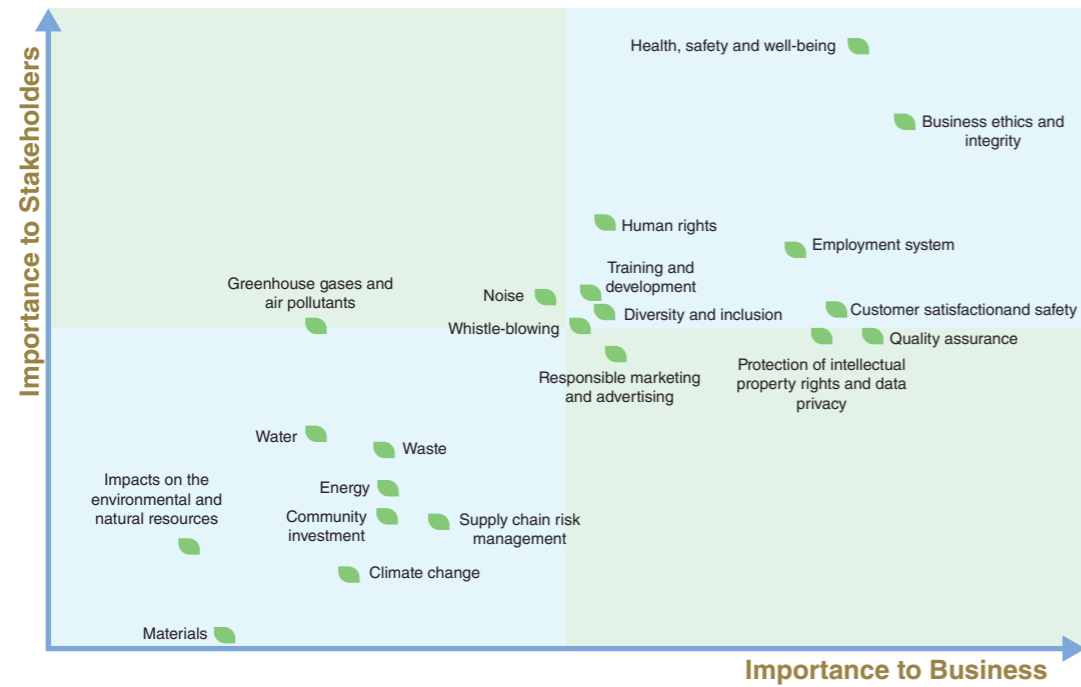 Importance to Stakeholders
Health, safety and well-being
Business ethics and
integrity
Human rights
Employment system
Training and
development
Greenhouse gases and
air pollutants
Noise
Diversity and inclusion
Customer satisfactionand safety
Whistle-blowing
Quality assurance
Protection of intellectual
property rights and data
privacy
Responsible marketing
and advertising
Water
Waste
Impacts on the
environmental and
natural resources
Energy
Community
investment
Supply chain risk
management
Climate change
Materials
Importance to Business